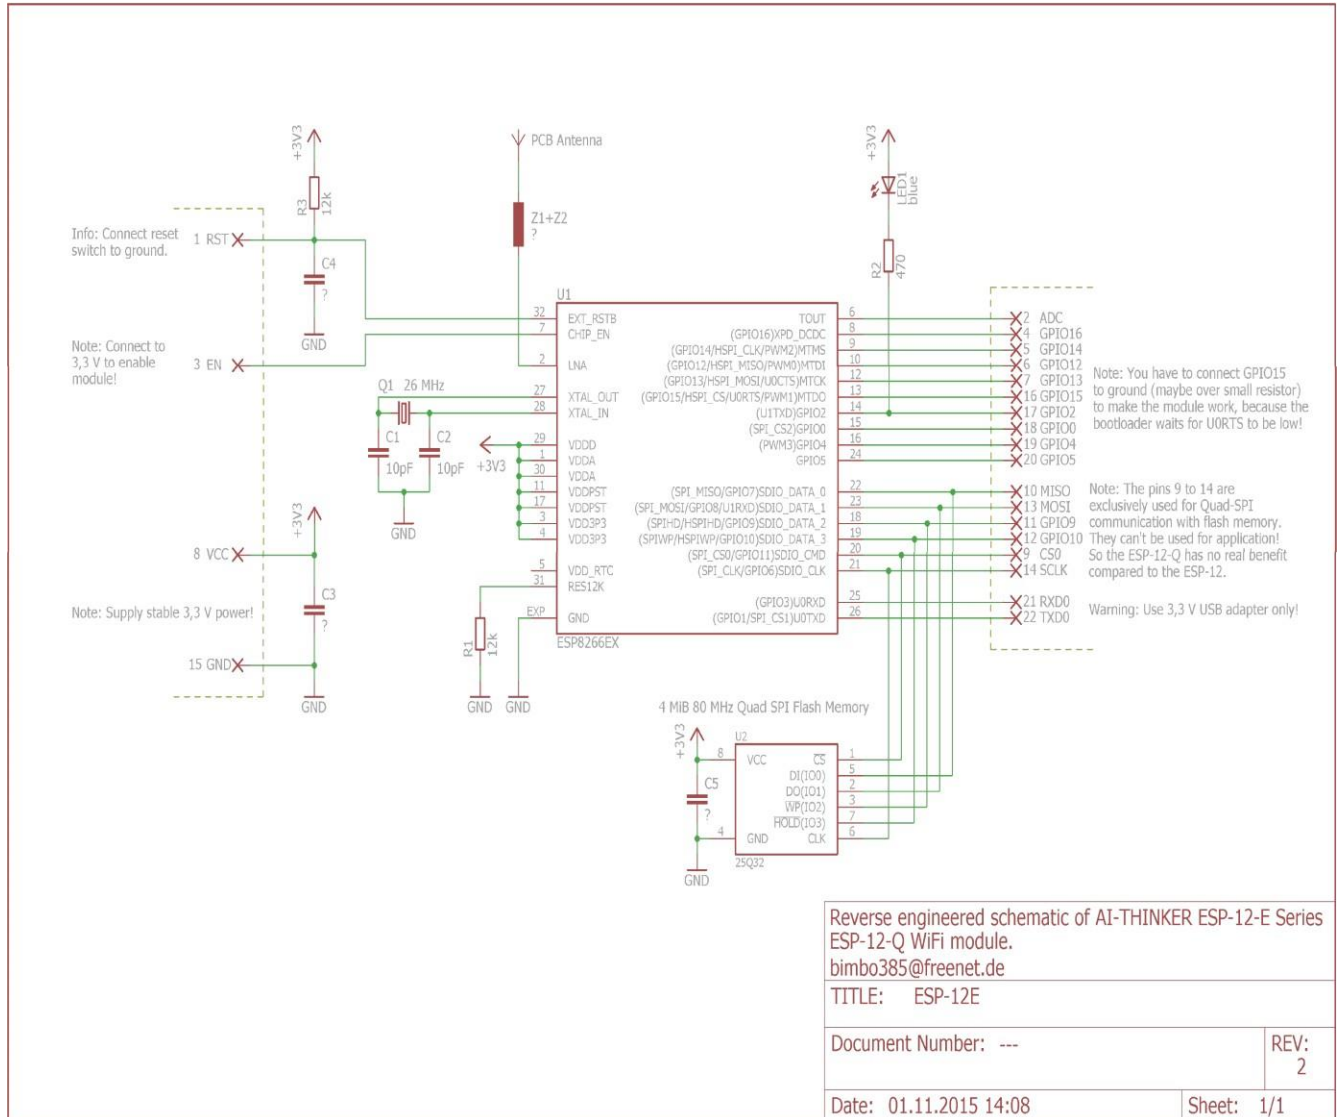 +3V3
R3
12k
Info: Connect reset
switch to ground.
1 RST
C4
?
GND
Note: Connect to
3,3 V to enable
module!
3 EN
PCB Antenna
Z1+Z2
?
+3V3
LED1
blue
R2
470
Q1 26 MHz
C1
10pF
C2
10pF
GND
+3V3
+3V3
8 VCC
C3
?
Note: Supply stable 3,3 V power!
15 GND
GND
R1
12k
GND
GND
U1
32 EXT_RSTB
7 CHIP_EN
2 LNA
27 XTAL_OUT
28 XTAL_IN
29 VDDD
1 VDDA
30 VDDA
11 VDDPST
17 VDDPST
3 VDD3P3
4 VDD3P3
5 VDD_RTC
31 RES12K
EXP GND
ESP8266EX
TOUT 6
(GPIO16)XPD_DCDC 8
(GPIO14/HSPI_CLK/PWM2)MTMS 9
(GPIO12/HSPI_MISO/PWM0)MTDI 10
(GPIO13/HSPI_MOSI/U0CTS)MTCK 12
(GPIO15/HSPI_CS/U0RTS/PWM1)MTDO 13
(U1TXD)GPIO2 14
(SPI_CS2)GPIO0 15
(PWM3)GPIO4 16
GPIO5 24
(SPI_MISO/GPIO7)SDIO_DATA_0 22
(SPI_MOSI/GPIO8/U1RXD)SDIO_DATA_1 23
(SPIHD/HSPIHD/GPIO9)SDIO_DATA_2 18
(SPIWP/HSPIWP/GPIO10)SDIO_DATA_3 19
(SPI_CS0/GPIO11)SDIO_CMD 20
(SPI_CLK/GPIO6)SDIO_CLK 21
(GPIO3)U0RXD 25
(GPIO1/SPI_CS1)U0TXD 26
2 ADC
4 GPIO16
5 GPIO14
6 GPIO12
7 GPIO13
16 GPIO15
17 GPIO2
18 GPIO0
19 GPIO4
20 GPIO5
10 MISO
13 MOSI
11 GPIO9
12 GPIO10
9 CS0
14 SCLK
21 RXD0
22 TXD0
Note: You have to connect GPIO15
to ground (maybe over small resistor)
to make the module work, because the
bootloader waits for U0RTS to be low!
Note: The pins 9 to 14 are
exclusively used for Quad-SPI
communication with flash memory.
They can't be used for application!
So the ESP-12-Q has no real benefit
compared to the ESP-12.
Warning: Use 3,3 V USB adapter only!
4 MiB 80 MHz Quad SPI Flash Memory
+3V3
C5
?
GND
U2
8 VCC
4 GND
CS 1
DI(IO0) 5
DO(IO1) 2
WP(IO2) 3
HOLD(IO3) 7
CLK 6
25Q32
Reverse engineered schematic of AI-THINKER ESP-12-E Series
ESP-12-Q WiFi module.
bimbo385@freenet.de
TITLE: ESP-12E
Document Number: ---
REV:
2
Date: 01.11.2015 14:08
Sheet: 1/1